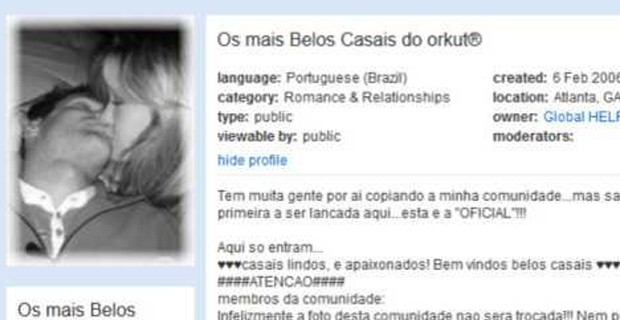 Os mais Belos Casais do orkut®
language: Portuguese (Brazil)
category: Romance & Relationships
type: public
viewable by: public
created: 6 Feb 2006
location: Atlanta, GA
owner: Global HELP
moderators:
hide profile
Tem muita gente por ai copiando a minha comunidade...mas sa
primeira a ser lancada aqui...esta e a "OFICIAL"!!!
Aqui so entram...
♥♥♥casais lindos, e apaixonados! Bem vindos belos casais ♥♥♥
####ATENCAO####
membros da comunidade:
Infelizmente a foto desta comunidade nao sera trocada!!! Nem p
Os mais Belos